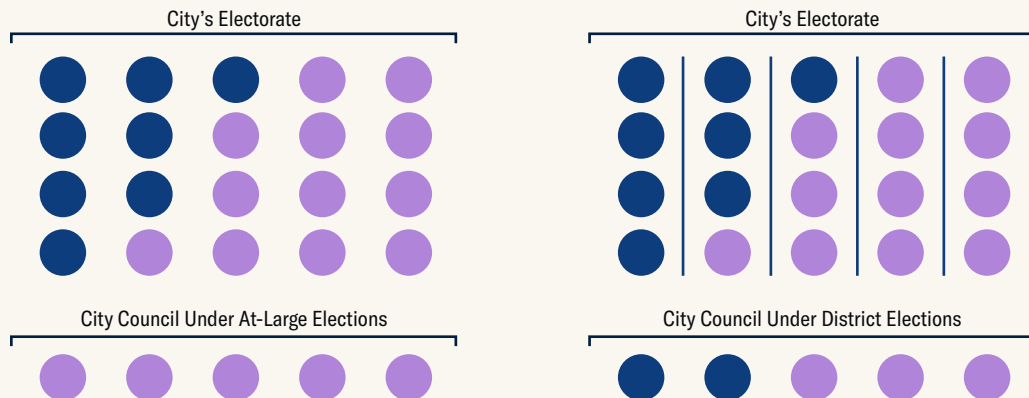 City’s Electorate
City Council Under At-Large Elections
City’s Electorate
City Council Under District Elections